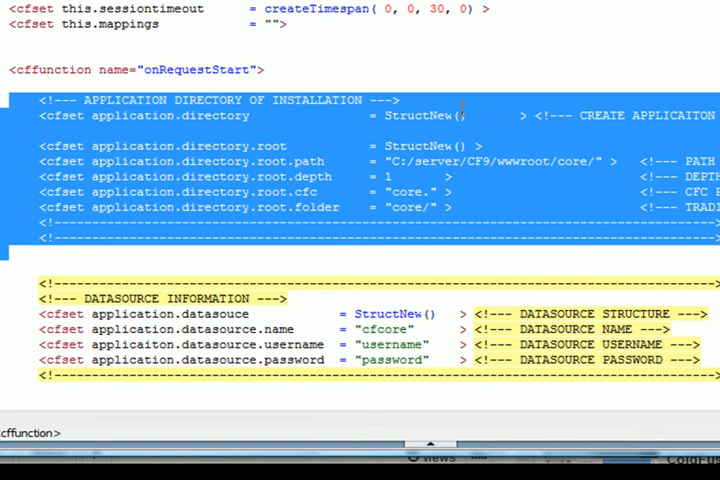 <cfset this.sessiontimeout = createTimespan( 0, 0, 30, 0) >
<cfset this.mappings = "">
<cffunction name="onRequestStart">
<!--- APPLICATION DIRECTORY OF INSTALLATION --->
<cfset application.directory = StructNew() > <!--- CREATE APPLICAITON
<cfset application.directory.root = StructNew() >
<cfset application.directory.root.path = "C:/server/CF9/wwwroot/core/" > <!--- PATH
<cfset application.directory.root.depth = 1 > <!--- DEPTH
<cfset application.directory.root.cfc = "core." > <!--- CFC
<cfset application.directory.root.folder = "core/" > <!--- TRADI
<!--- DATASOURCE INFORMATION --->
<cfset application.datasouce = StructNew() > <!--- DATASOURCE STRUCTURE --->
<cfset application.datasource.name = "cfcore" > <!--- DATASOURCE NAME --->
<cfset applicaiton.datasource.username = "username" > <!--- DATASOURCE USERNAME --->
<cfset application.datasource.password = "password" > <!--- DATASOURCE PASSWORD --->
cffunction>
views
ColdFus